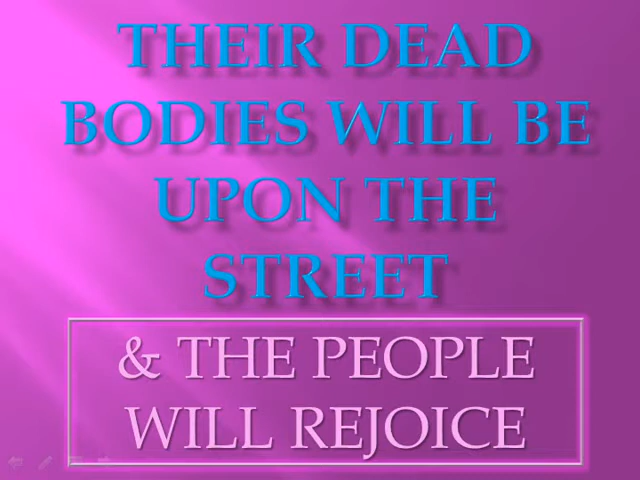 THEIR DEAD
BODIES WILL BE
UPON THE
STREET
& THE PEOPLE
WILL REJOICE